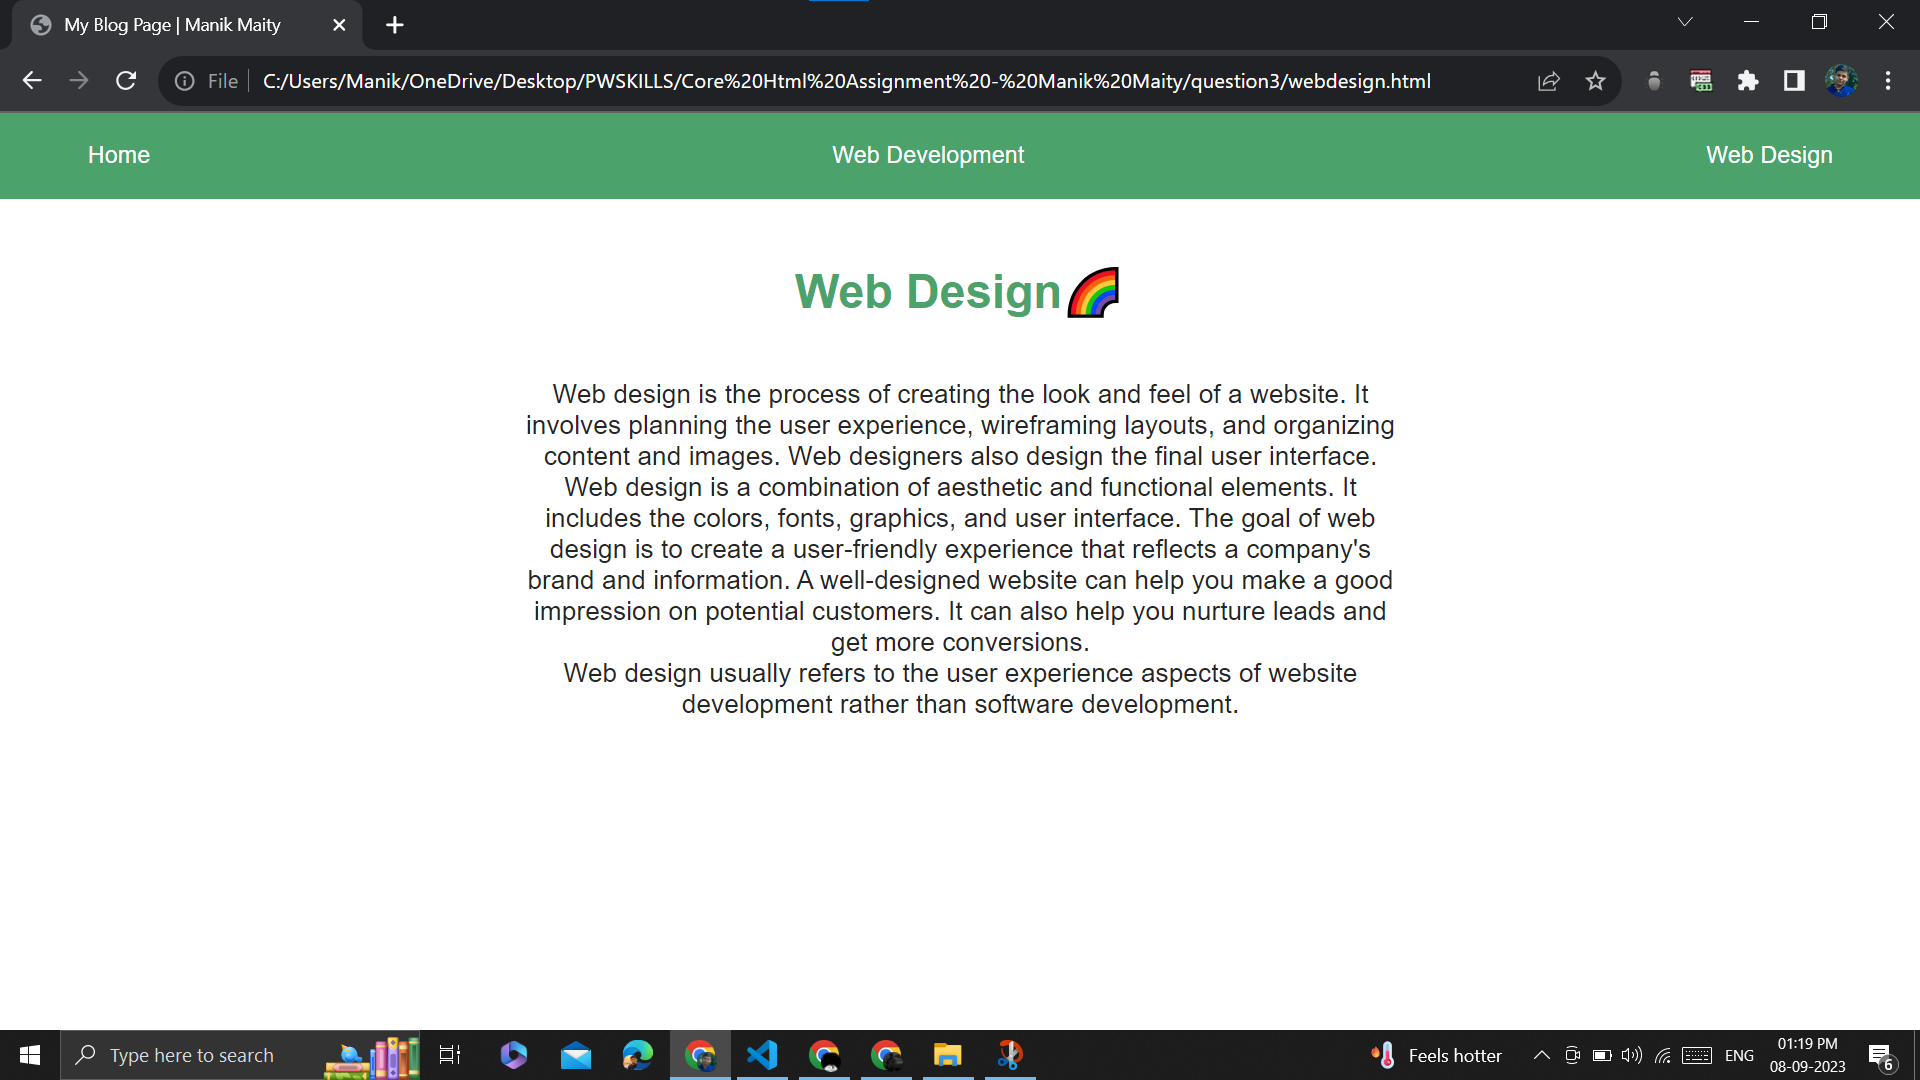 My Blog Page | Manik Maity
File
C:/Users/Manik/OneDrive/Desktop/PWSKILLS/Core%20Html%20Assignment%20-%20Manik%20Maity/question3/webdesign.html
Home
Web Development
Web Design
Web Design🌈
Web design is the process of creating the look and feel of a website. It
involves planning the user experience, wireframing layouts, and organizing
content and images. Web designers also design the final user interface.
Web design is a combination of aesthetic and functional elements. It
includes the colors, fonts, graphics, and user interface. The goal of web
design is to create a user-friendly experience that reflects a company's
brand and information. A well-designed website can help you make a good
impression on potential customers. It can also help you nurture leads and
get more conversions.
Web design usually refers to the user experience aspects of website
development rather than software development.
Type here to search
Feels hotter
ENG
01:19 PM
08-09-2023
6